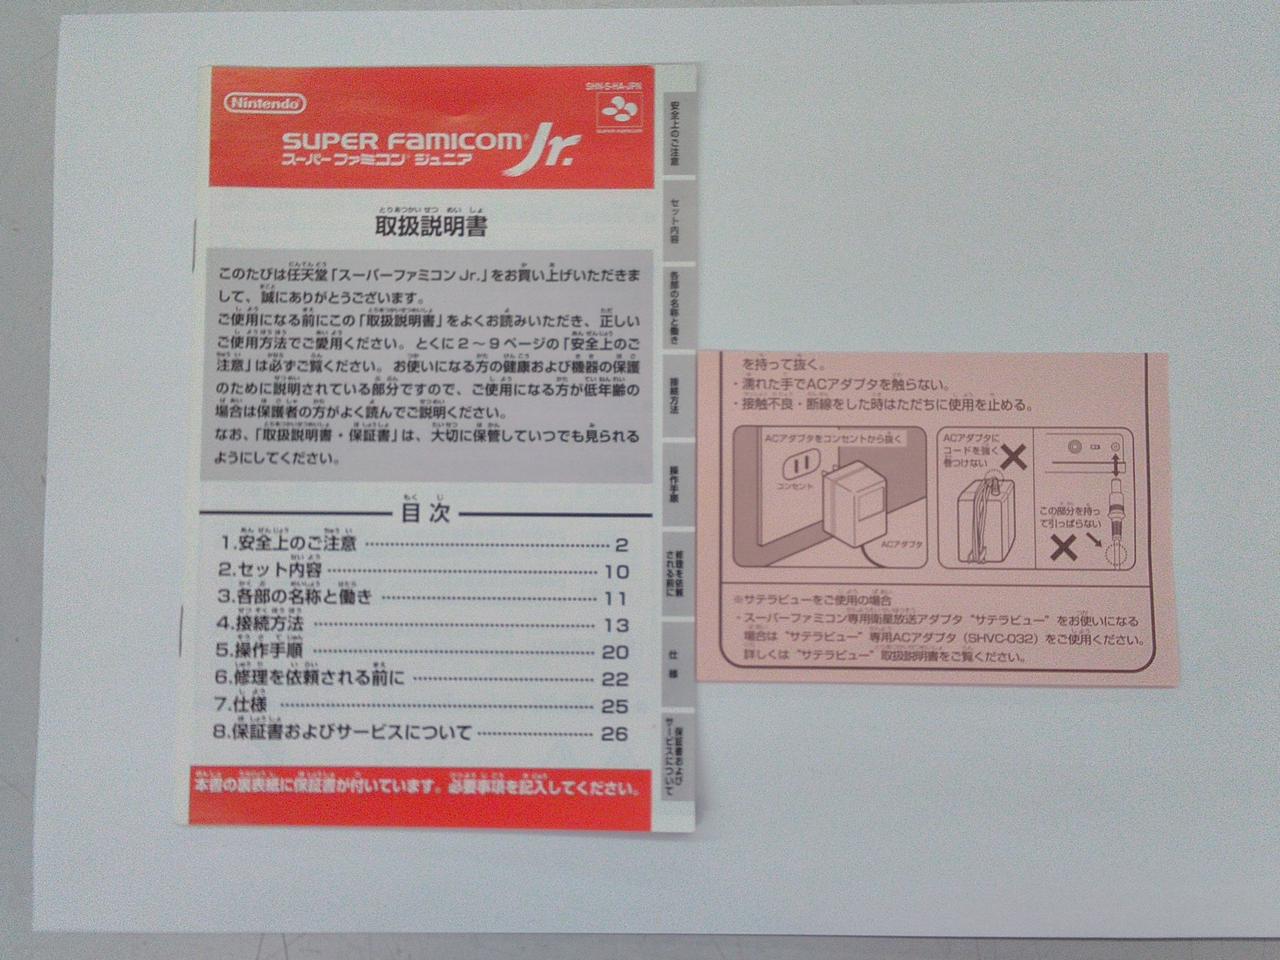 Nintendo
SHN-S-HA-JPN
SUPER FAMICOM
SUPER FAMICOM Jr.
スーパーファミコン ジュニア
とりあつかいせつめいしょ
取扱説明書
このたびは任天堂「スーパーファミコン Jr.」をお買い上げいただきま
して、誠にありがとうございます。
ご使用になる前にこの「取扱説明書」をよくお読みいただき、正しい
ご使用方法でご愛用ください。とくに2～9ページの「安全上のご
注意」は必ずご覧ください。お使いになる方の健康および機器の保護
のために説明されている部分ですので、ご使用になる方が低年齢の
場合は保護者の方がよく読んでご説明ください。
なお、「取扱説明書・保証書」は、大切に保管していつでも見られる
ようにしてください。
もくじ
目次
1.安全上のご注意 2
2.セット内容 10
3.各部の名称と働き 11
4.接続方法 13
5.操作手順 20
6.修理を依頼される前に 22
7.仕様 25
8.保証書およびサービスについて 26
本書の裏表紙に保証書が付いています。必要事項を記入してください。
安全上のご注意
セット内容
各部の名称と働き
接続方法
操作手順
修理を依頼
される前に
仕様
保証書および
サービスについて
を持って抜く。
・濡れた手でACアダプタを触らない。
・接触不良・断線をした時はただちに使用を止める。
ACアダプタをコンセントから抜く
コンセント
ACアダプタ
ACアダプタに
コードを強く
巻つけない
この部分を持っ
て引っぱらない
※サテラビューをご使用の場合
・スーパーファミコン専用衛星放送アダプタ“サテラビュー”をお使いになる
場合は“サテラビュー”専用ACアダプタ（SHVC-032）をご使用ください。
詳しくは“サテラビュー”取扱説明書をご覧ください。